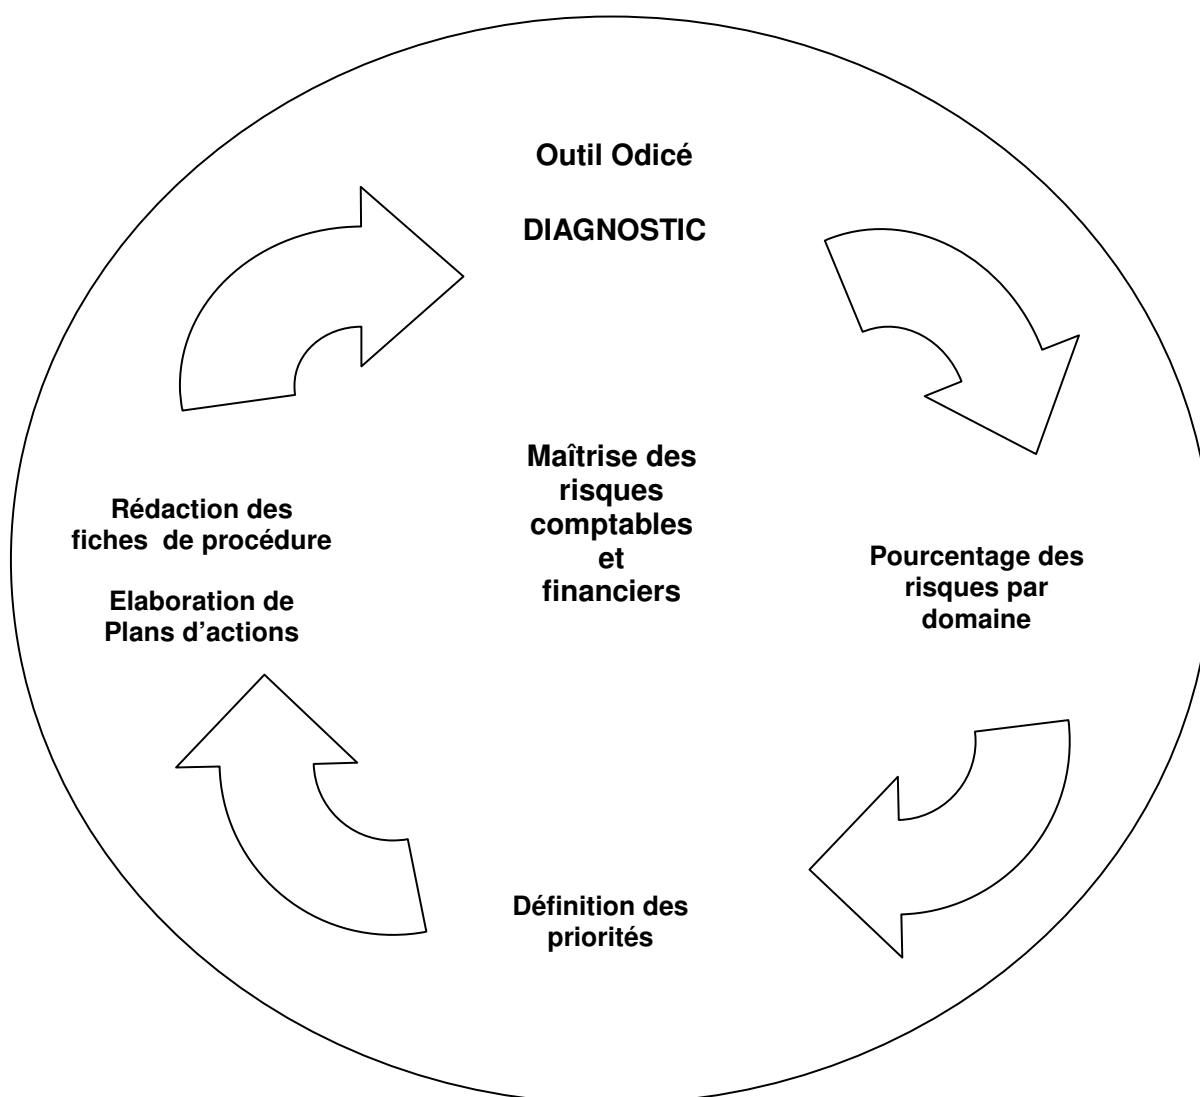 Outil Odicé
DIAGNOSTIC
Maîtrise des
risques
comptables
et
financiers
Rédaction des
fiches de procédure
Elaboration de
Plans d'actions
Pourcentage des
risques par
domaine
Définition des
priorités